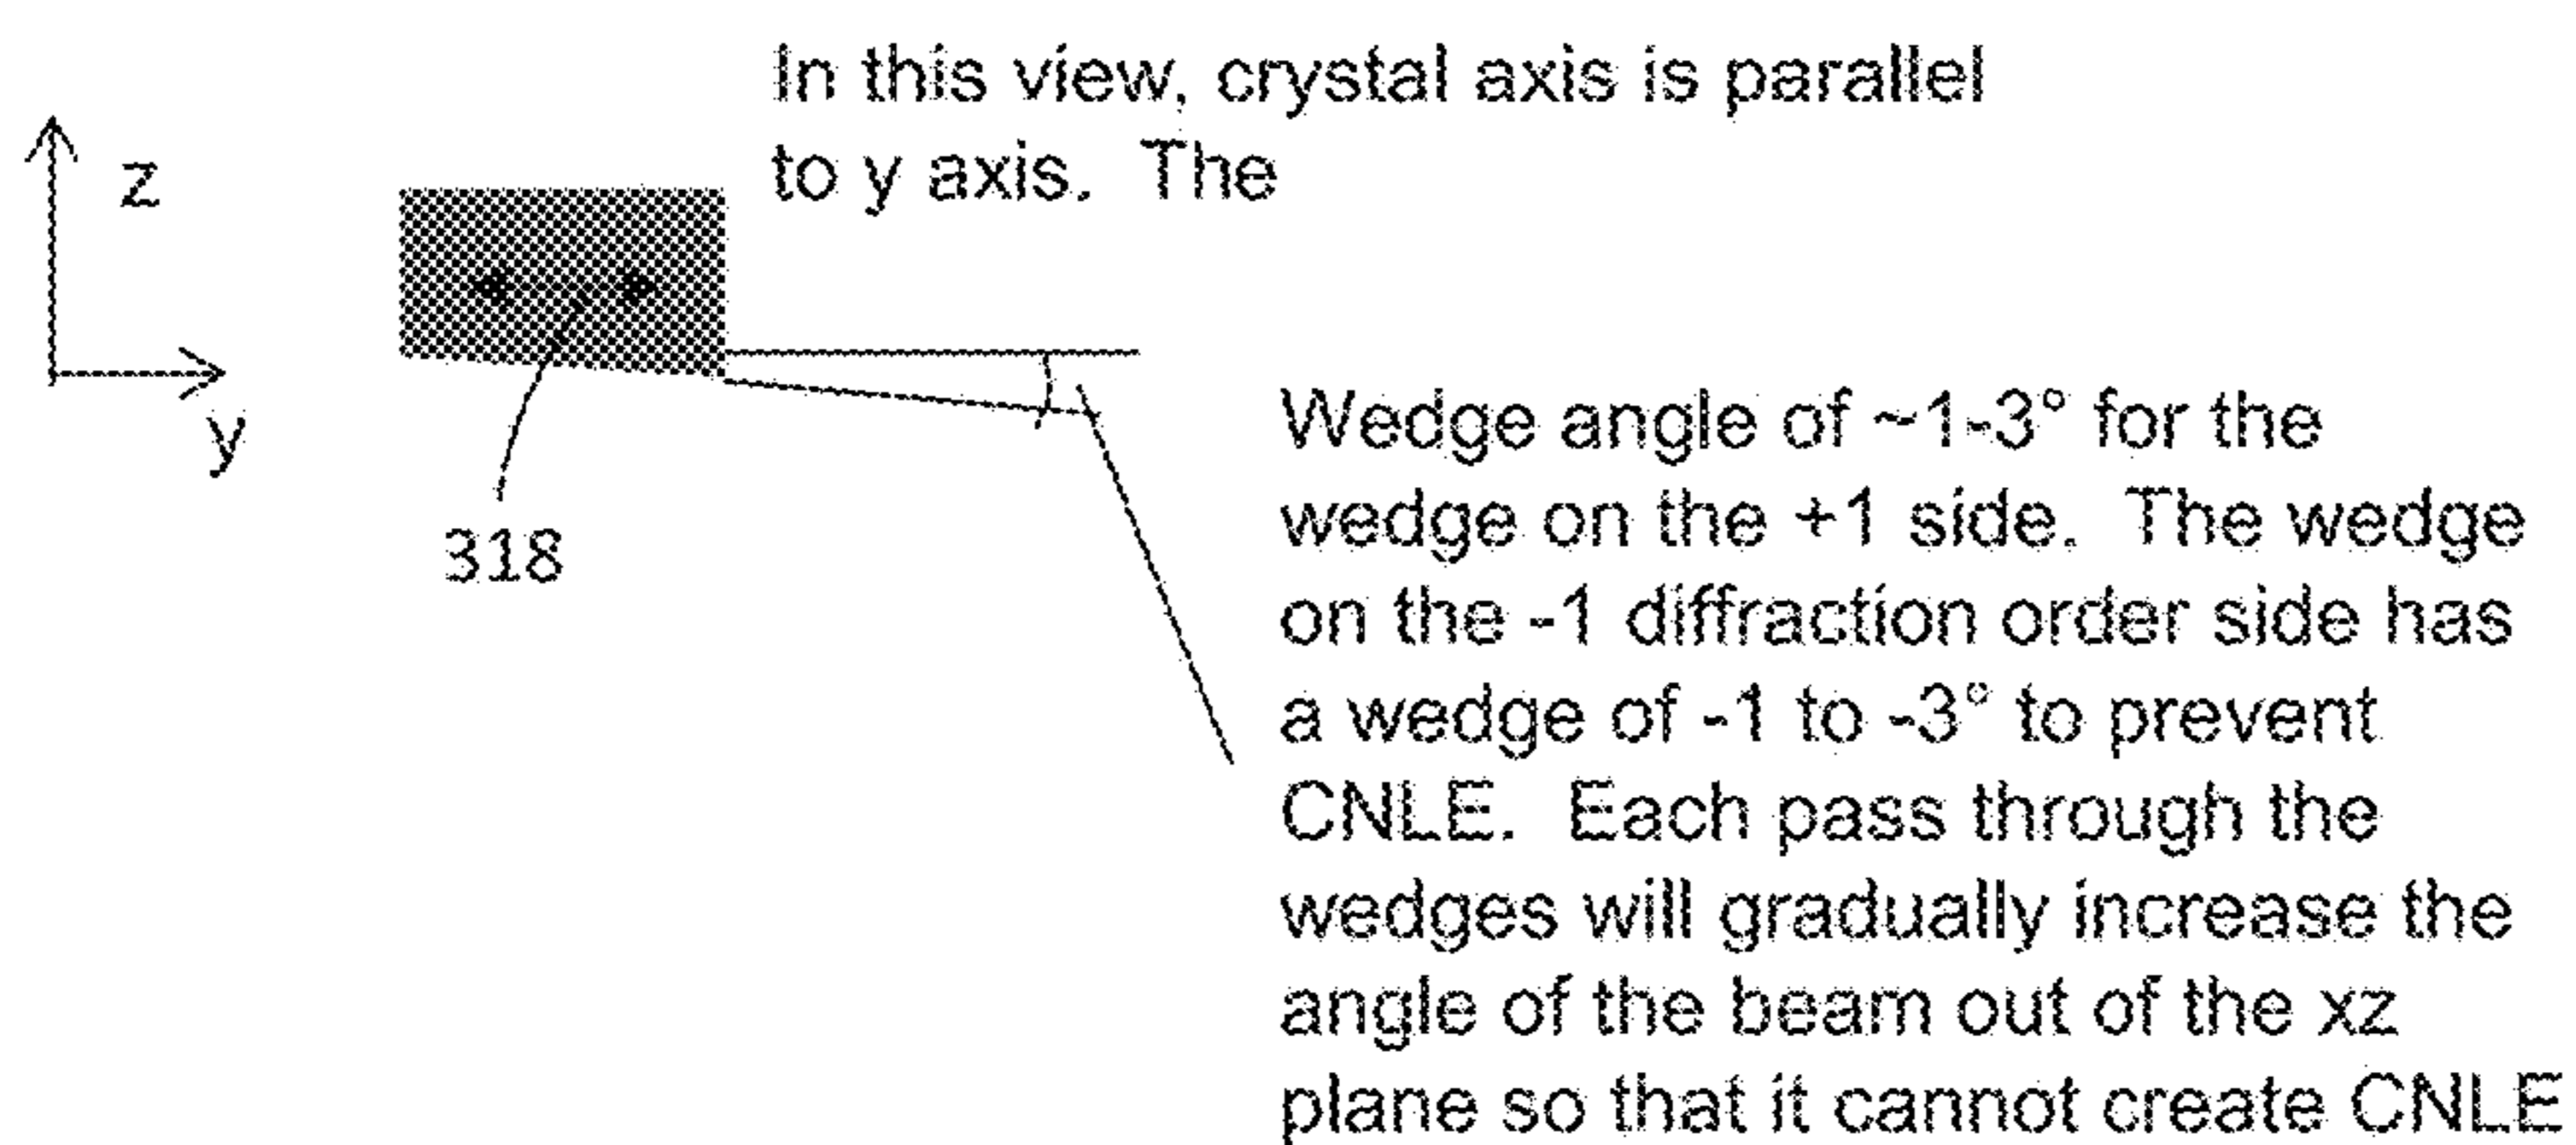 In this view, crystal axis is parallel
to y axis. The
z
y
318
Wedge angle of ~1-3° for the
wedge on the +1 side. The wedge
on the -1 diffraction order side has
a wedge of -1 to -3° to prevent
CNLE. Each pass through the
wedges will gradually increase the
angle of the beam out of the xz
plane so that it cannot create CNLE